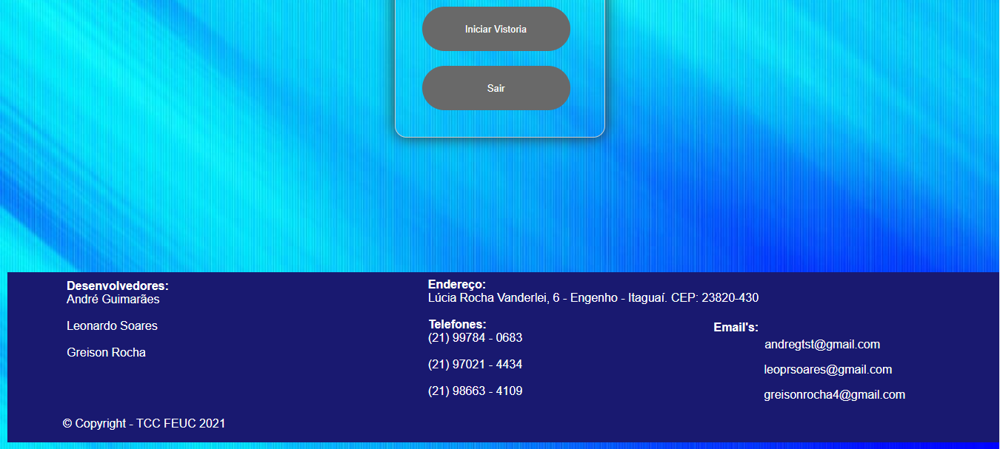 Iniciar Vistoria
Sair
Desenvolvedores:
André Guimarães
Leonardo Soares
Greison Rocha
Endereço:
Lúcia Rocha Vanderlei, 6 - Engenho - Itaguaí. CEP: 23820-430
Telefones:
(21) 99784 - 0683
(21) 97021 - 4434
(21) 98663 - 4109
Email's:
andregtst@gmail.com
leoprsoares@gmail.com
greisonrocha4@gmail.com
© Copyright - TCC FEUC 2021